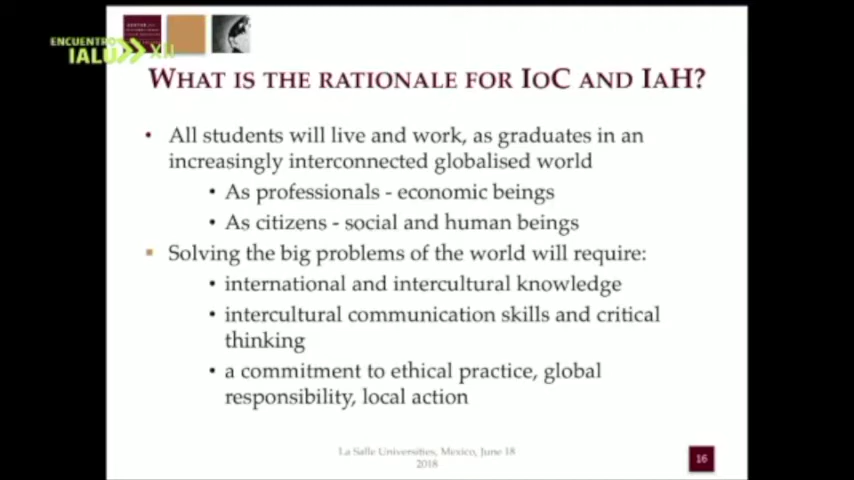 ENCUENTRO
IALU XII
WHAT IS THE RATIONALE FOR IOC AND IAH?
• All students will live and work, as graduates in an
increasingly interconnected globalised world
• As professionals - economic beings
• As citizens - social and human beings
▪ Solving the big problems of the world will require:
• international and intercultural knowledge
• intercultural communication skills and critical
thinking
• a commitment to ethical practice, global
responsibility, local action
La Salle Universities, Mexico, June 18
2018
16